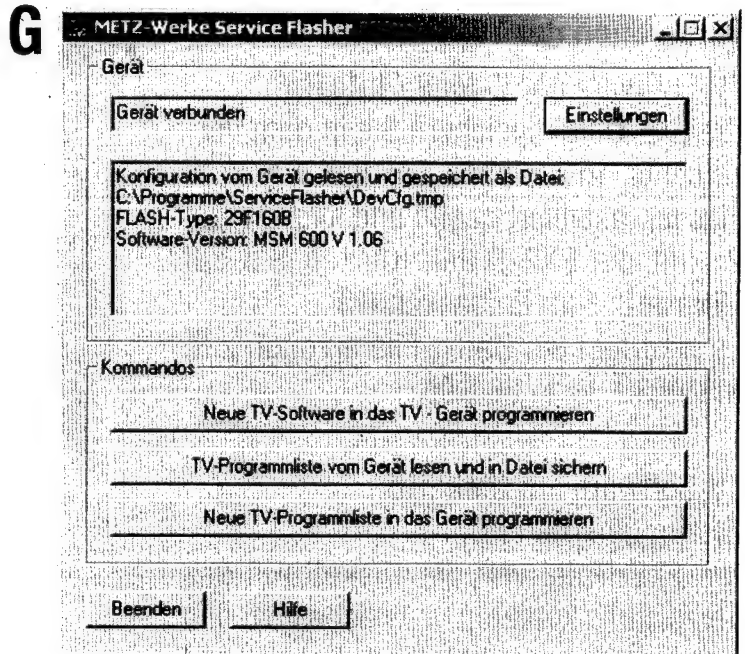 G
METZ-Werke Service Flasher
Gerät
Gerät verbunden
Einstellungen
Konfiguration vom Gerät gelesen und gespeichert als Datei:
C:\Programme\ServiceFlasher\DevCfg.tmp
FLASH-Type: 29F160B
Software-Version: MSM 600 V 1.06
Kommandos
Neue TV-Software in das TV - Gerät programmieren
TV-Programmliste vom Gerät lesen und in Datei sichern
Neue TV-Programmliste in das Gerät programmieren
Beenden
Hilfe